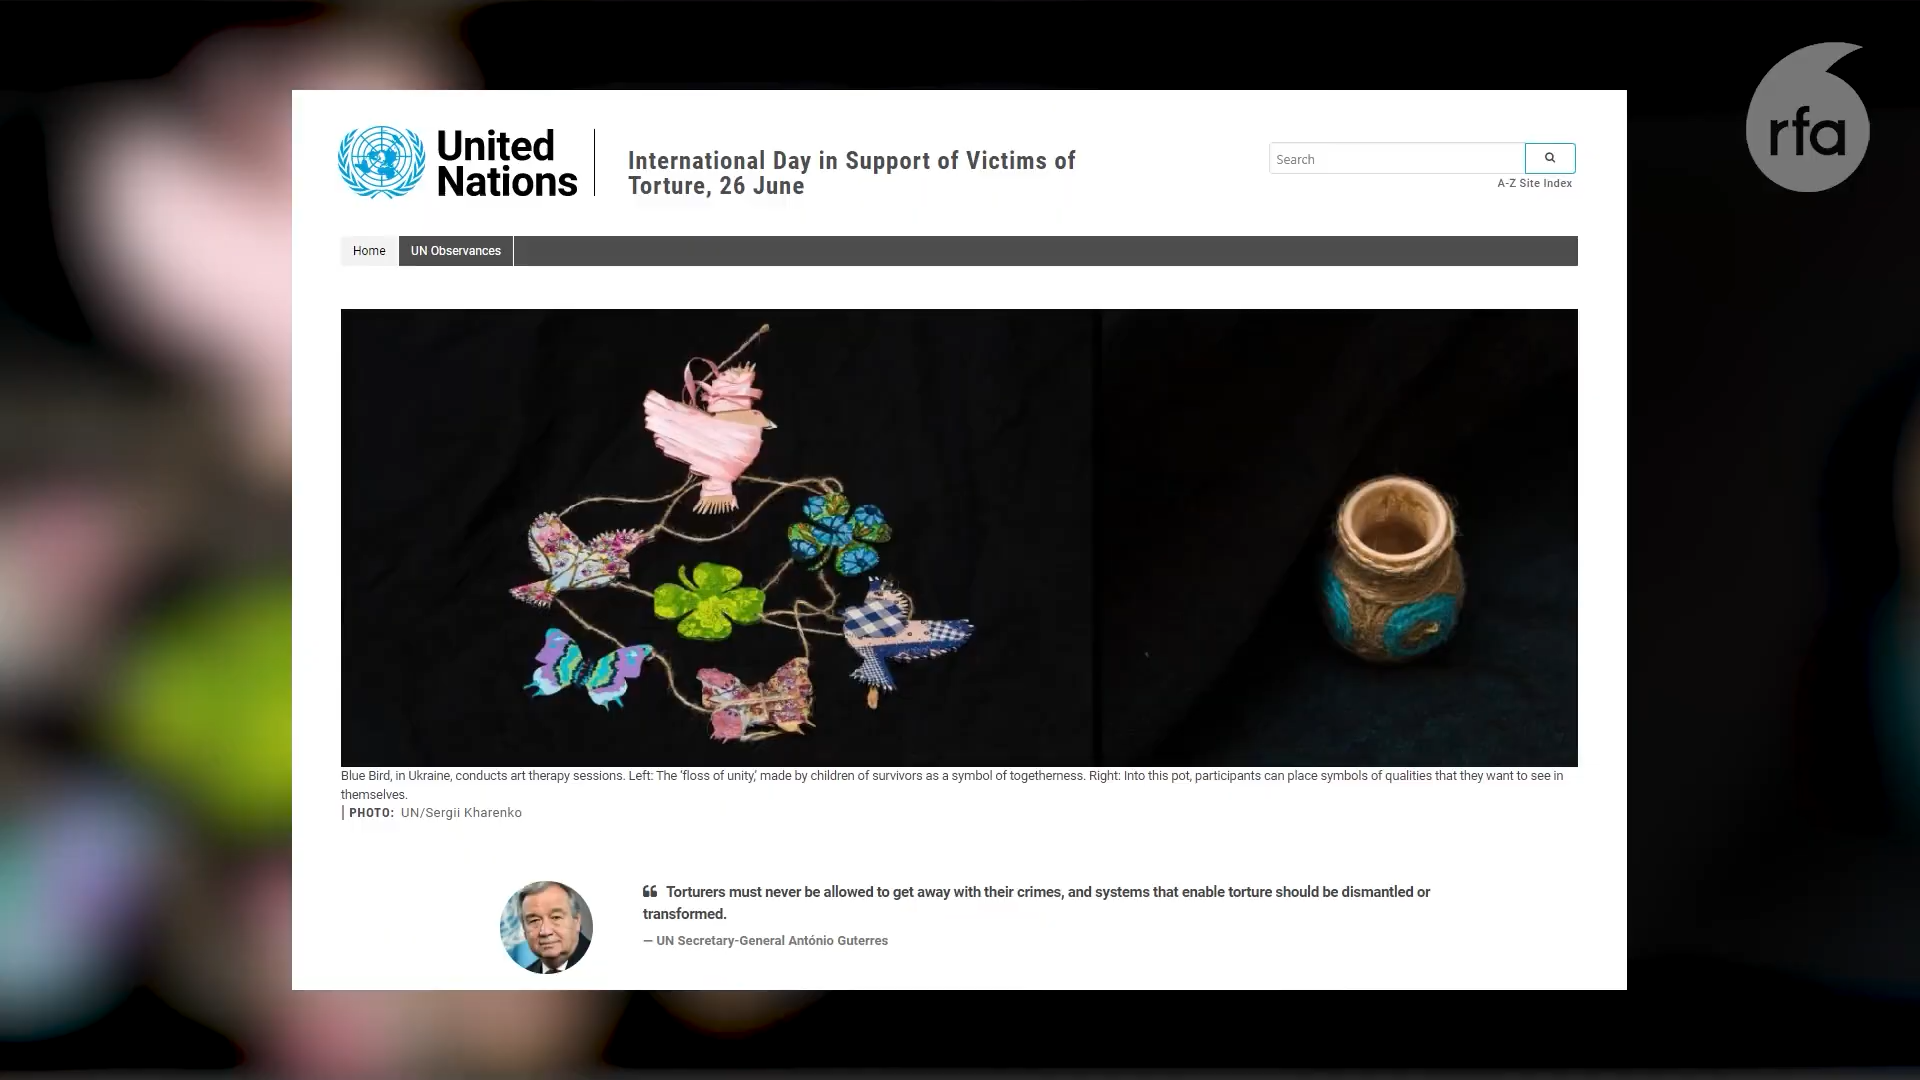 rfa
United
Nations
International Day in Support of Victims of
Torture, 26 June
Search
A-Z Site Index
Home
UN Observances
Blue Bird, in Ukraine, conducts art therapy sessions. Left: The ‘floss of unity,’ made by children of survivors as a symbol of togetherness. Right: Into this pot, participants can place symbols of qualities that they want to see in
themselves.
| PHOTO: UN/Sergii Kharenko
“ Torturers must never be allowed to get away with their crimes, and systems that enable torture should be dismantled or
transformed.
— UN Secretary-General António Guterres